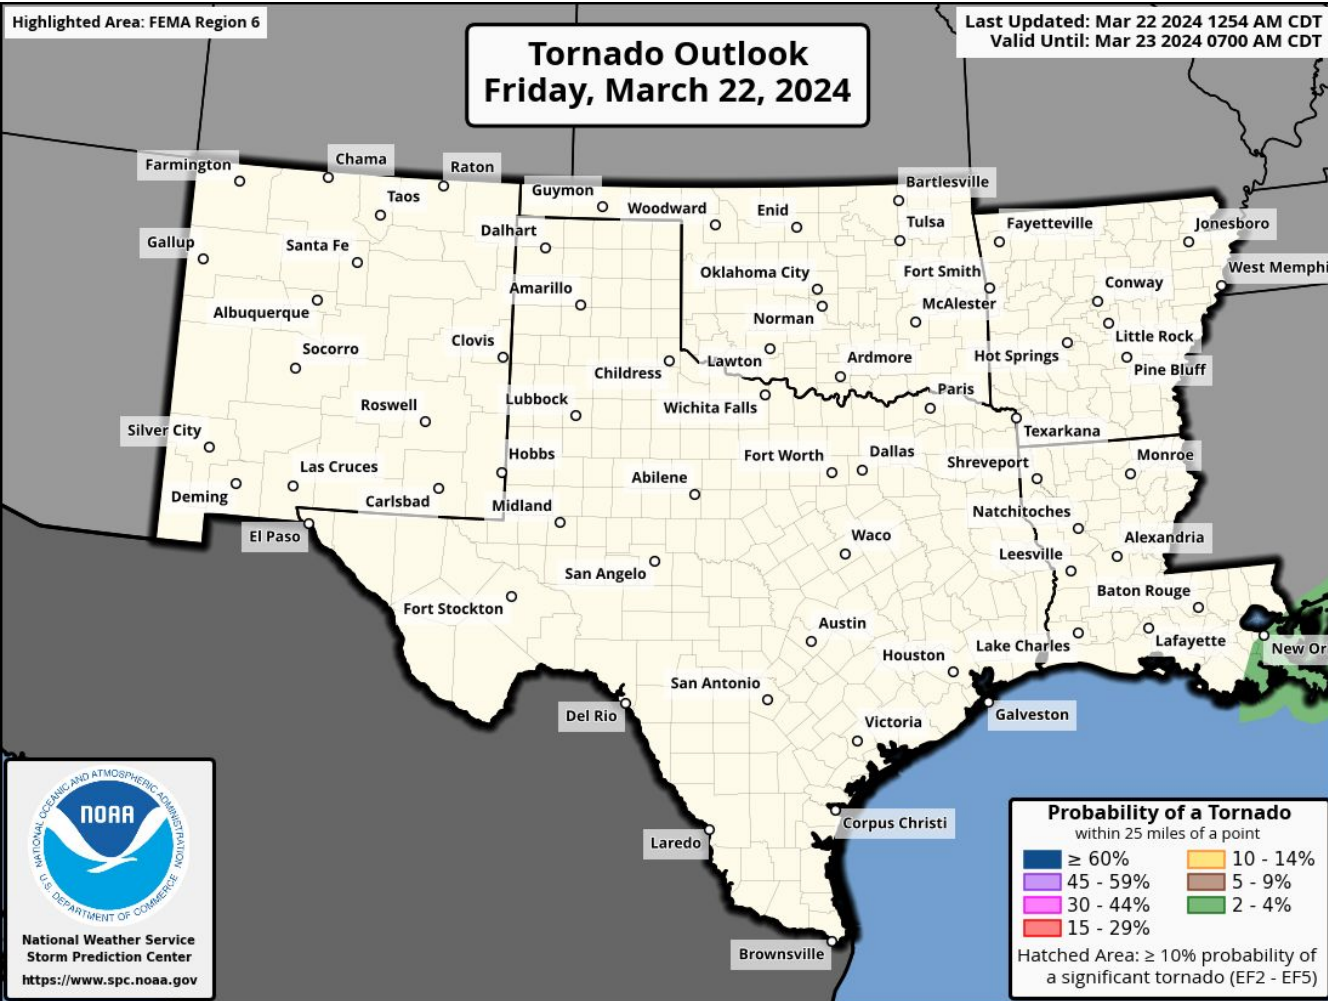 Highlighted Area: FEMA Region 6
Last Updated: Mar 22 2024 1254 AM CDT
Valid Until: Mar 23 2024 0700 AM CDT
Tornado Outlook
Friday, March 22, 2024
Farmington
Chama
Raton
Taos
Guymon
Woodward
Enid
Bartlesville
Tulsa
Fayetteville
Jonesboro
Gallup
Santa Fe
Dalhart
Oklahoma City
Fort Smith
West Memphi
Albuquerque
Amarillo
Norman
McAlester
Conway
Little Rock
Socorro
Clovis
Childress
Lawton
Ardmore
Hot Springs
Pine Bluff
Roswell
Lubbock
Wichita Falls
Paris
Texarkana
Silver City
Las Cruces
Hobbs
Abilene
Fort Worth
Dallas
Shreveport
Monroe
Deming
Carlsbad
Midland
Natchitoches
El Paso
San Angelo
Waco
Leesville
Alexandria
Fort Stockton
Austin
Baton Rouge
Houston
Lake Charles
Lafayette
New Or
San Antonio
Del Rio
Victoria
Galveston
Laredo
Corpus Christi
Brownsville
NATIONAL OCEANIC AND ATMOSPHERIC ADMINISTRATION
NOAA
U.S. DEPARTMENT OF COMMERCE
National Weather Service
Storm Prediction Center
https://www.spc.noaa.gov
Probability of a Tornado
within 25 miles of a point
≥ 60%
10 - 14%
45 - 59%
5 - 9%
30 - 44%
2 - 4%
15 - 29%
Hatched Area: ≥ 10% probability of
a significant tornado (EF2 - EF5)